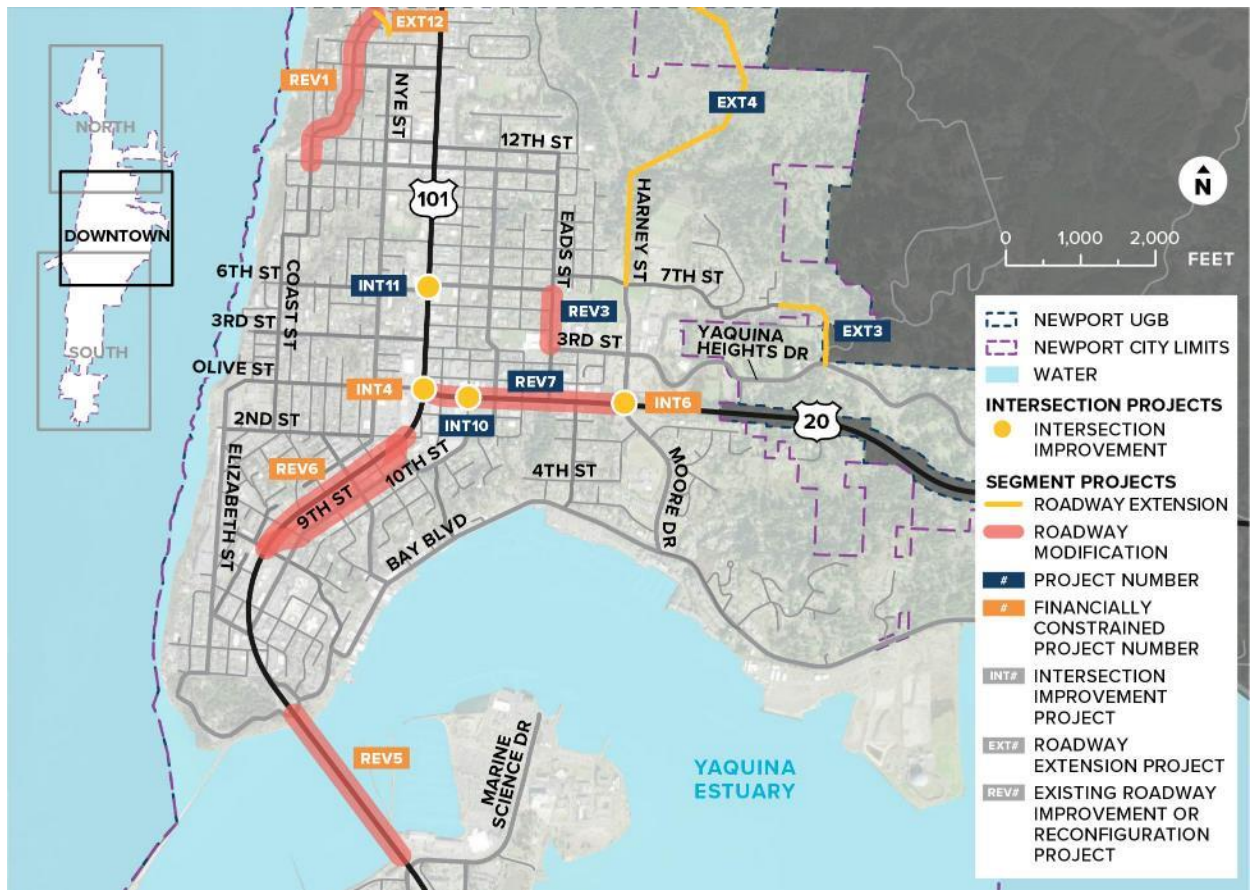 EXT12
REV1
NORTH
NYE ST
EXT4
12TH ST
N
101
HARNEY ST
DOWNTOWN
EADS ST
0 1,000 2,000
FEET
6TH ST
COAST ST
INT11
7TH ST
REV3
3RD ST
EXT3
3RD ST
YAQUINA
HEIGHTS DR
SOUTH
OLIVE ST
INT4
REV7
INT6
INT10
20
2ND ST
ELIZABETH ST
REV6
10TH ST
9TH ST
4TH ST
MOORE DR
BAY BLVD
REV5
MARINE
SCIENCE DR
YAQUINA
ESTUARY
NEWPORT UGB
NEWPORT CITY LIMITS
WATER
INTERSECTION PROJECTS
INTERSECTION
IMPROVEMENT
SEGMENT PROJECTS
ROADWAY EXTENSION
ROADWAY
MODIFICATION
# PROJECT NUMBER
# FINANCIALLY
CONSTRAINED
PROJECT NUMBER
INT# INTERSECTION
IMPROVEMENT
PROJECT
EXT# ROADWAY
EXTENSION PROJECT
REV# EXISTING ROADWAY
IMPROVEMENT OR
RECONFIGURATION
PROJECT